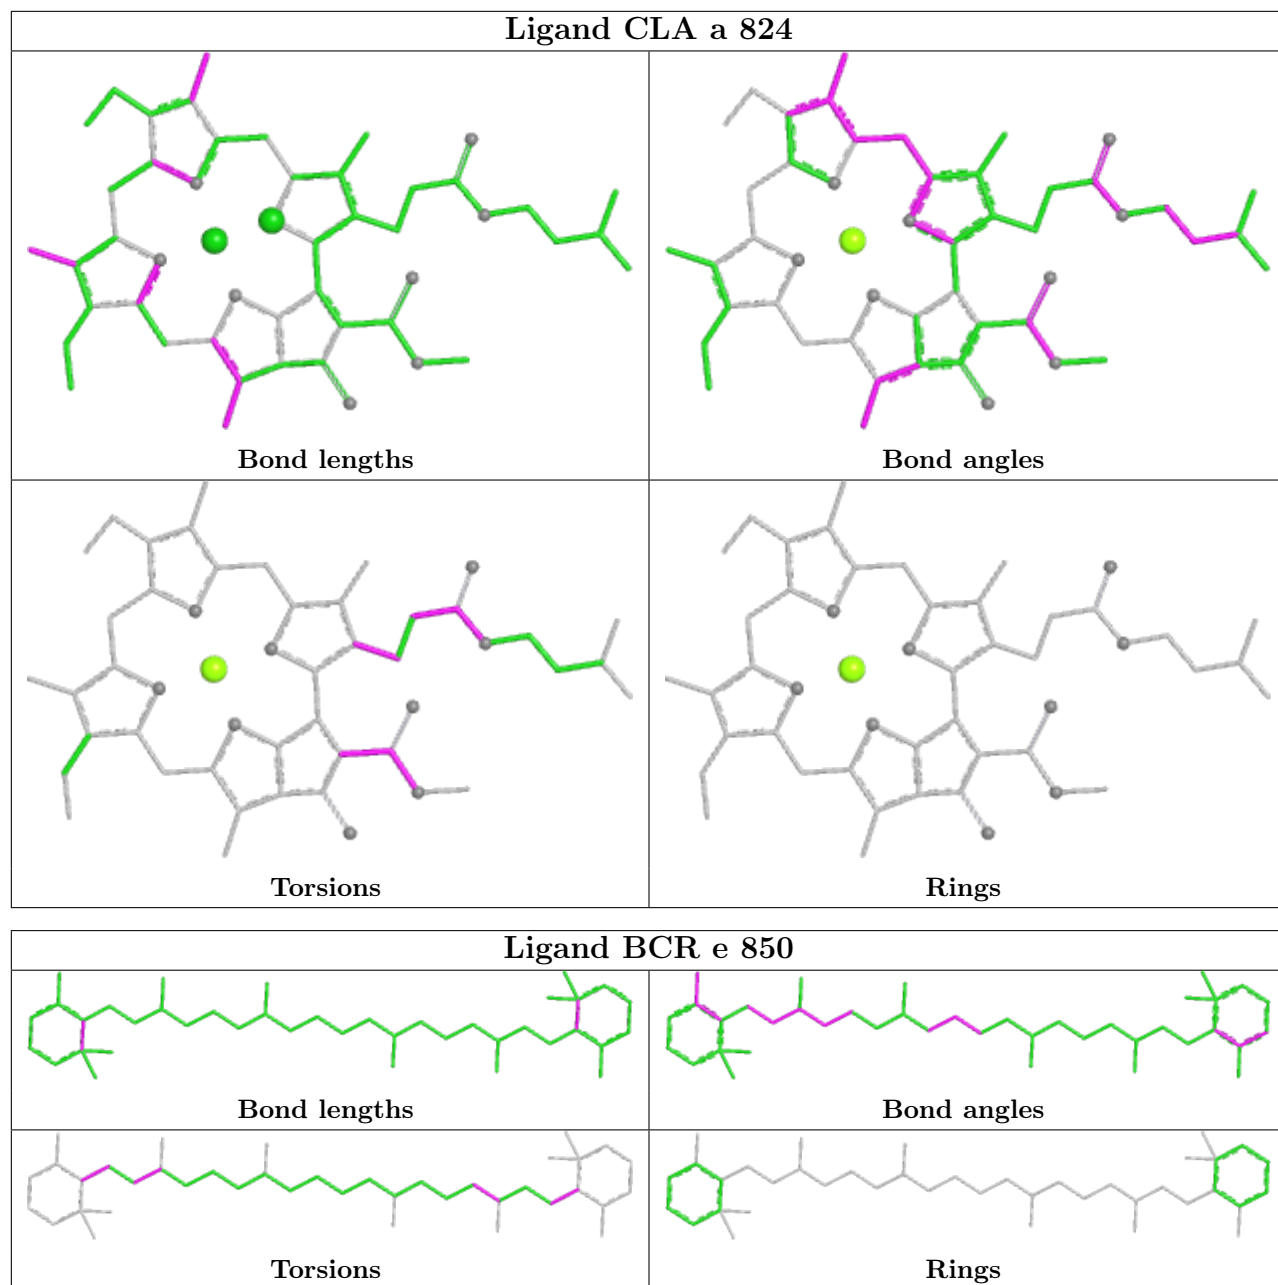 Ligand CLA a 824
Bond lengths
Bond angles
Torsions
Rings
Ligand BCR e 850
Bond lengths
Bond angles
Torsions
Rings